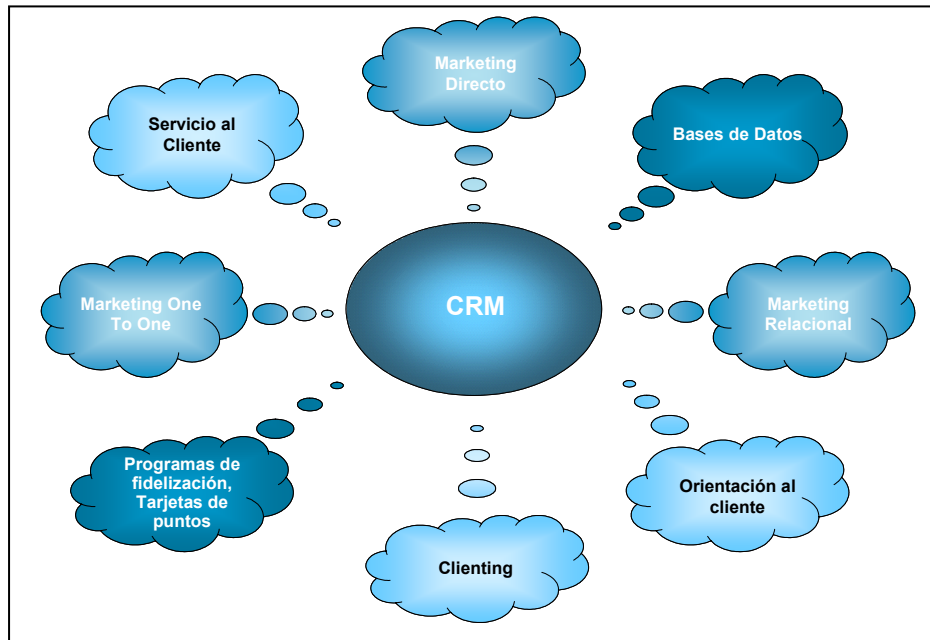 Marketing
Directo
Servicio al
Cliente
Bases de Datos
Marketing One
To One
CRM
Marketing
Relacional
Programas de
fidelización,
Tarjetas de
puntos
Orientación al
cliente
Clienting